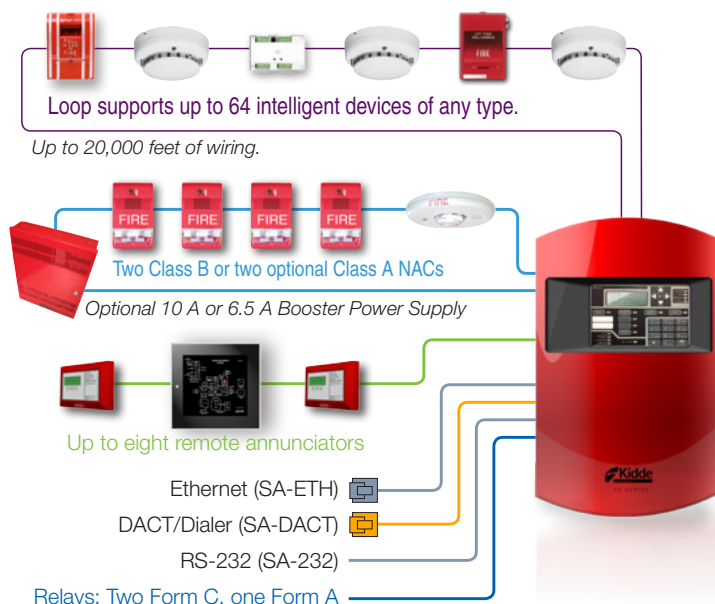 FIRE
Loop supports up to 64 intelligent devices of any type.
Up to 20,000 feet of wiring.
FIRE FIRE FIRE FIRE
FIRE
Two Class B or two optional Class A NACs
Optional 10 A or 6.5 A Booster Power Supply
Up to eight remote annunciators
Ethernet (SA-ETH)
DACT/Dialer (SA-DACT)
RS-232 (SA-232)
Relays: Two Form C, one Form A
Kidde